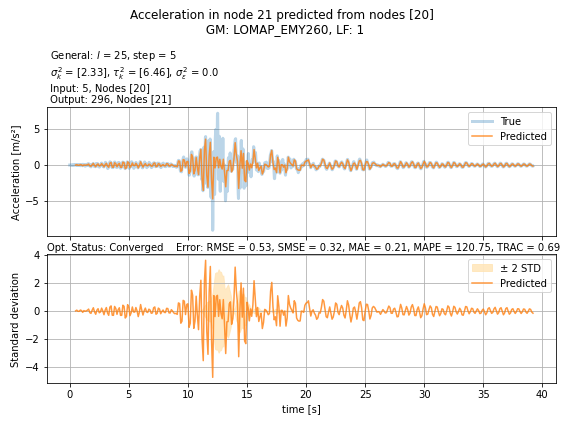 Acceleration in node 21 predicted from nodes [20]
GM: LOMAP_EMY260, LF: 1
General: l = 25, step = 5
σ²ₖ = [2.33], τ²ₖ = [6.46], σ²ε = 0.0
Input: 5, Nodes [20]
Output: 296, Nodes [21]
Acceleration [m/s²]
5
0
−5
True
Predicted
Opt. Status: Converged    Error: RMSE = 0.53, SMSE = 0.32, MAE = 0.21, MAPE = 120.75, TRAC = 0.69
Standard deviation
4
2
0
−2
−4
± 2 STD
Predicted
0 5 10 15 20 25 30 35 40
time [s]